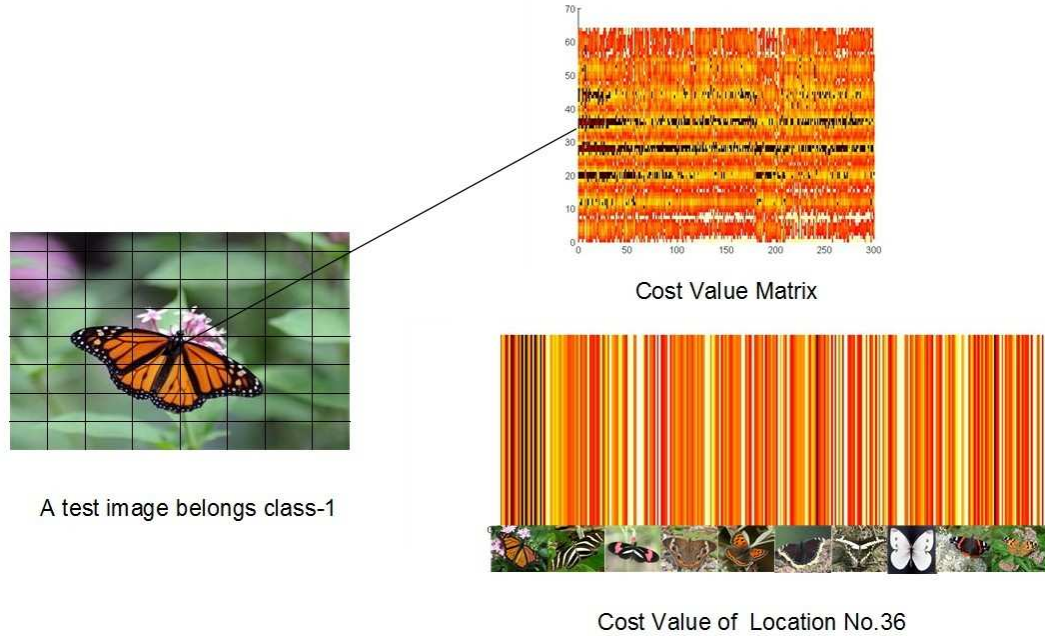 70
60
50
40
30
20
10
0
0 50 100 150 200 250 300
Cost Value Matrix
A test image belongs class-1
Cost Value of Location No.36